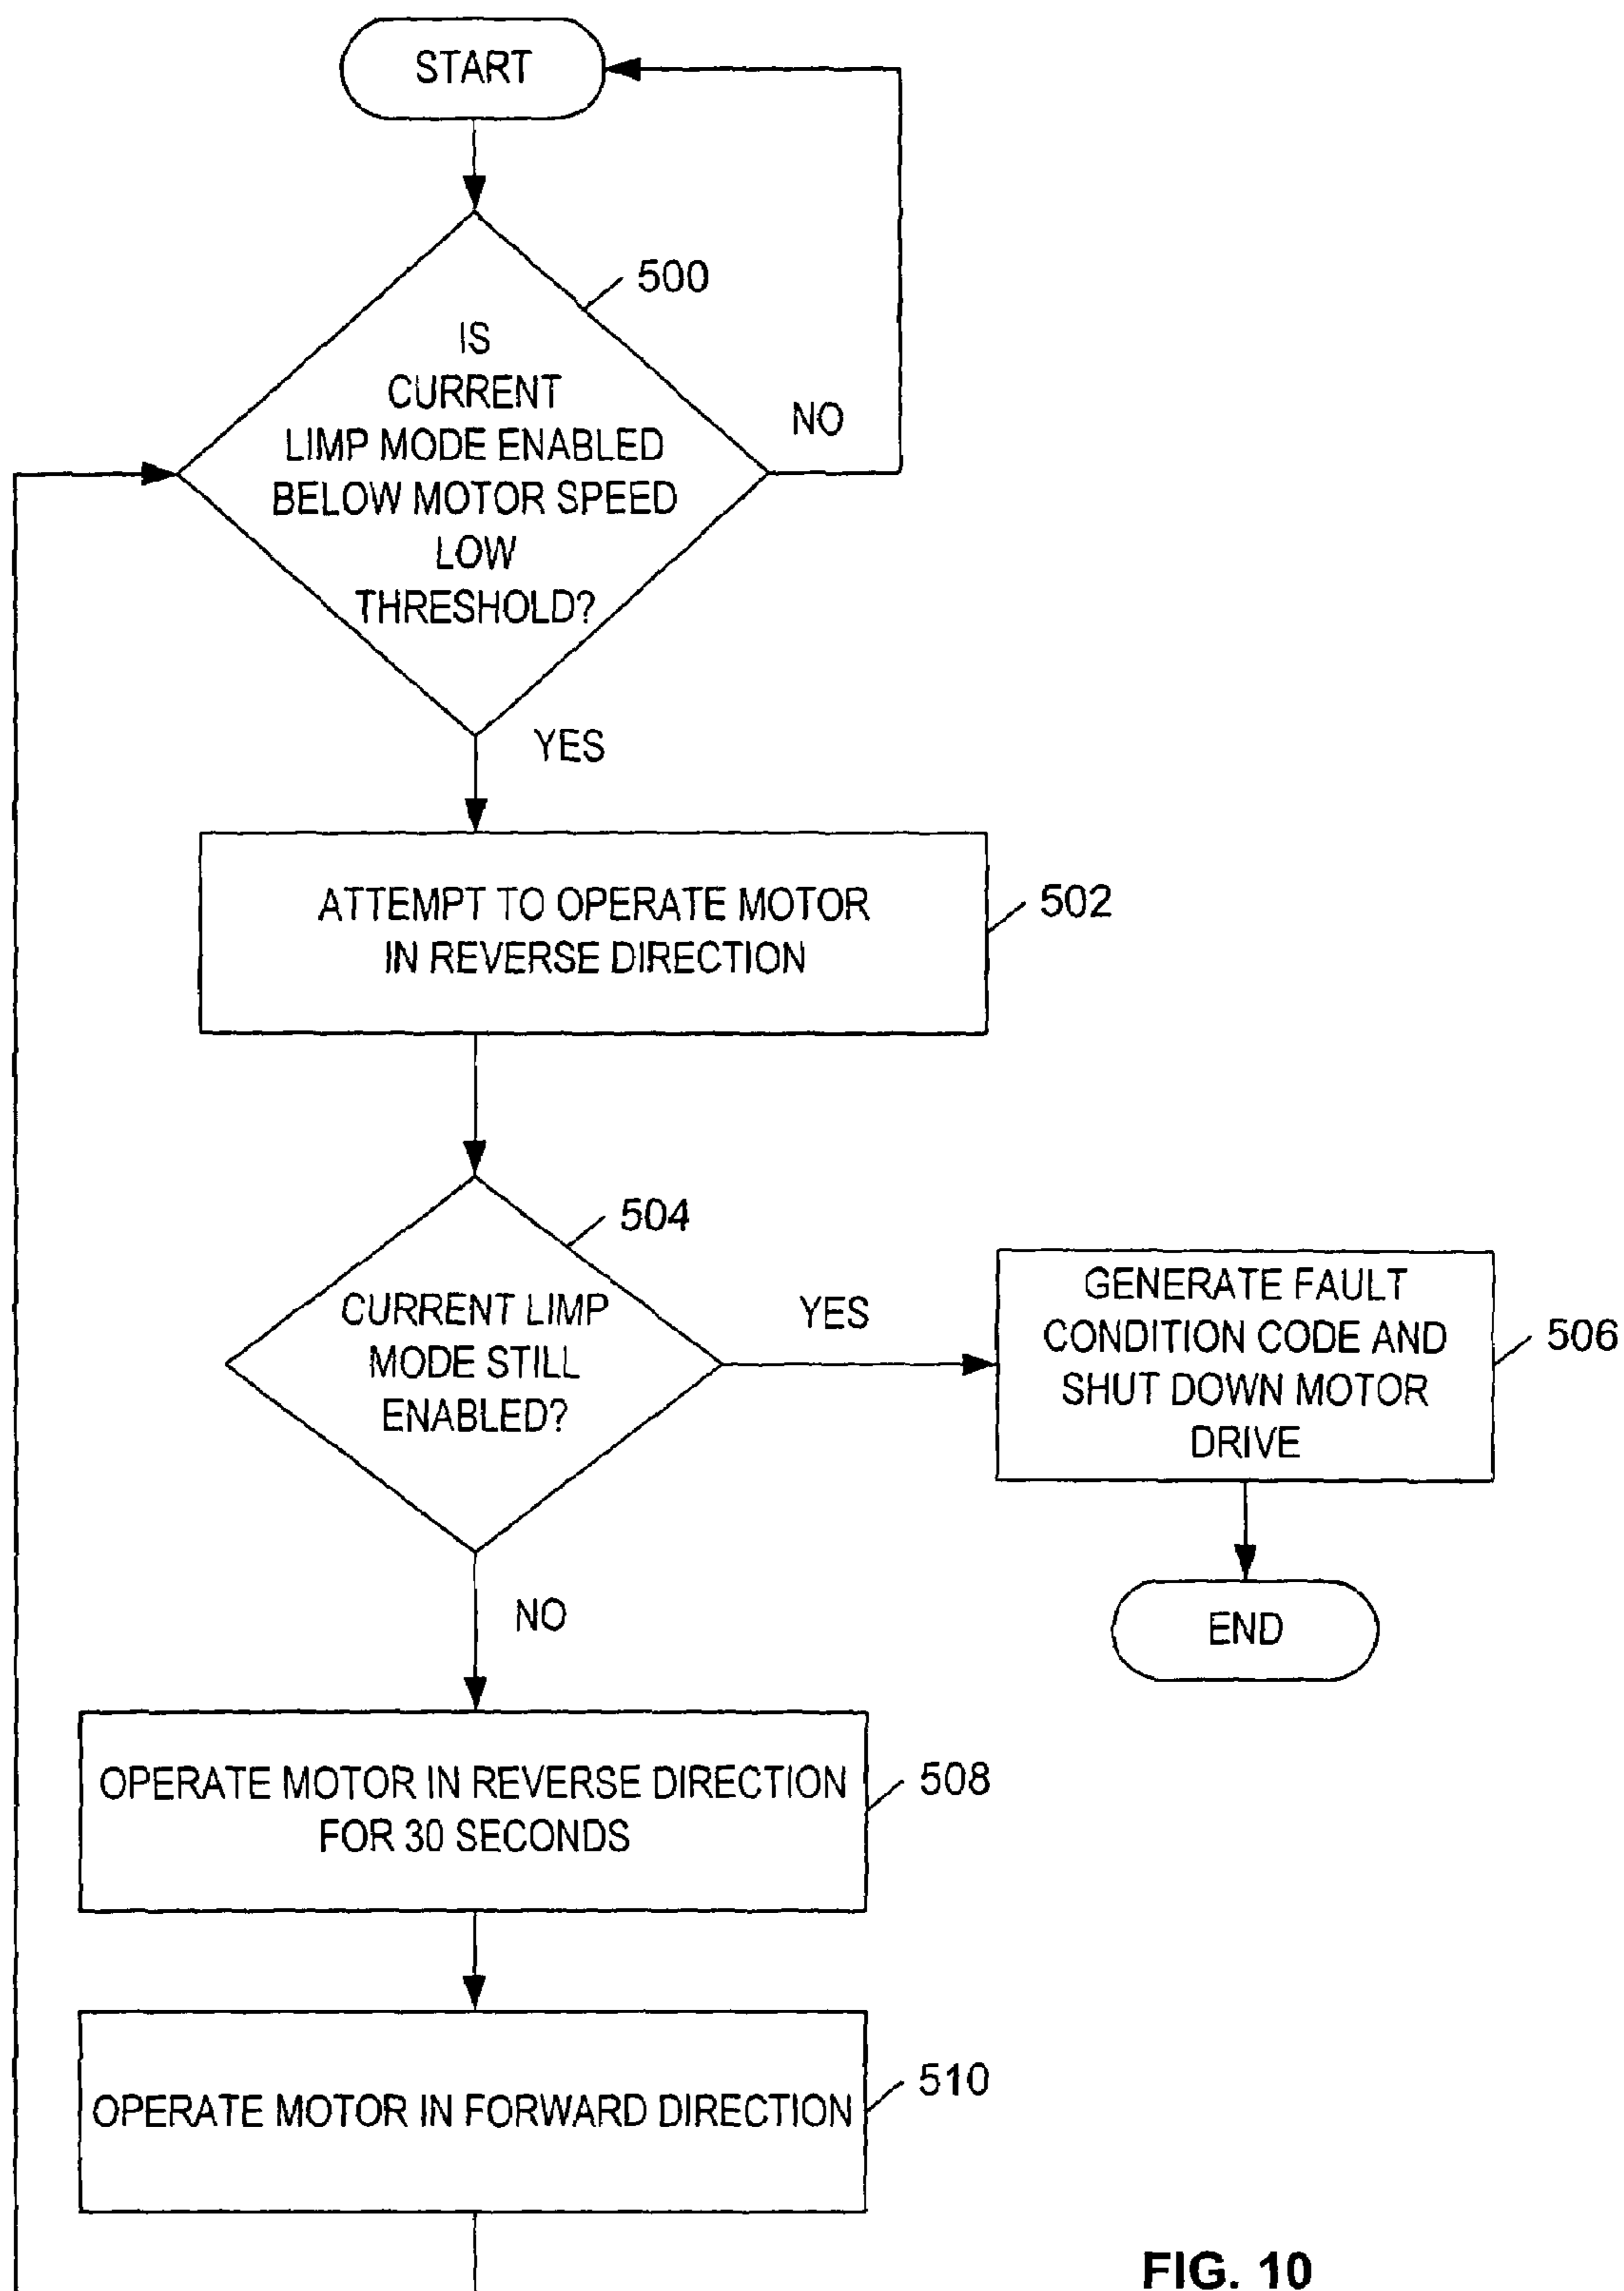 START
500
IS
CURRENT
LIMP MODE ENABLED
BELOW MOTOR SPEED
LOW
THRESHOLD?
NO
YES
ATTEMPT TO OPERATE MOTOR
IN REVERSE DIRECTION
502
504
CURRENT LIMP
MODE STILL
ENABLED?
YES
GENERATE FAULT
CONDITION CODE AND
SHUT DOWN MOTOR
DRIVE
506
END
NO
OPERATE MOTOR IN REVERSE DIRECTION
FOR 30 SECONDS
508
OPERATE MOTOR IN FORWARD DIRECTION
510
FIG. 10